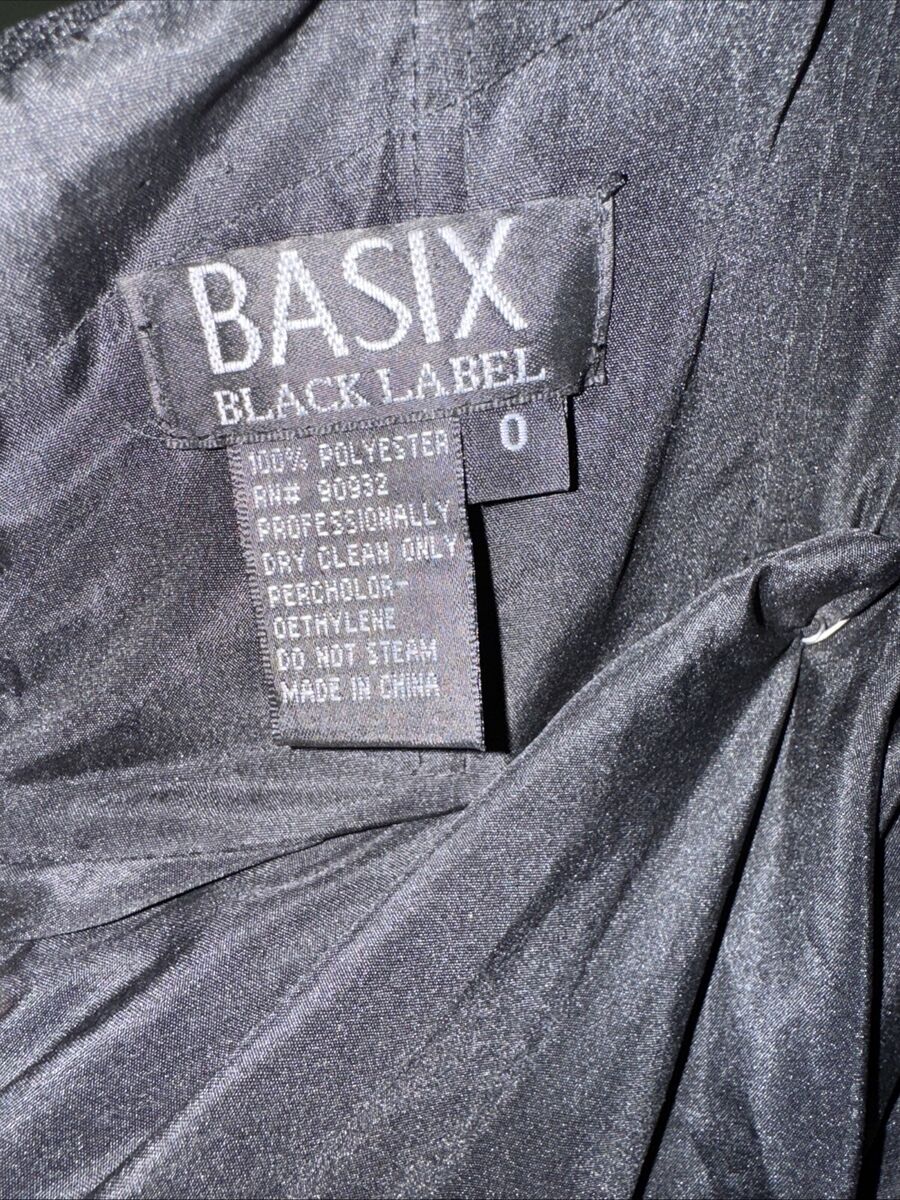 BASIX
BLACK LABEL
0
100% POLYESTER
RN# 90932
PROFESSIONALLY
DRY CLEAN ONLY
PERCHOLOR-
OETHYLENE
DO NOT STEAM
MADE IN CHINA